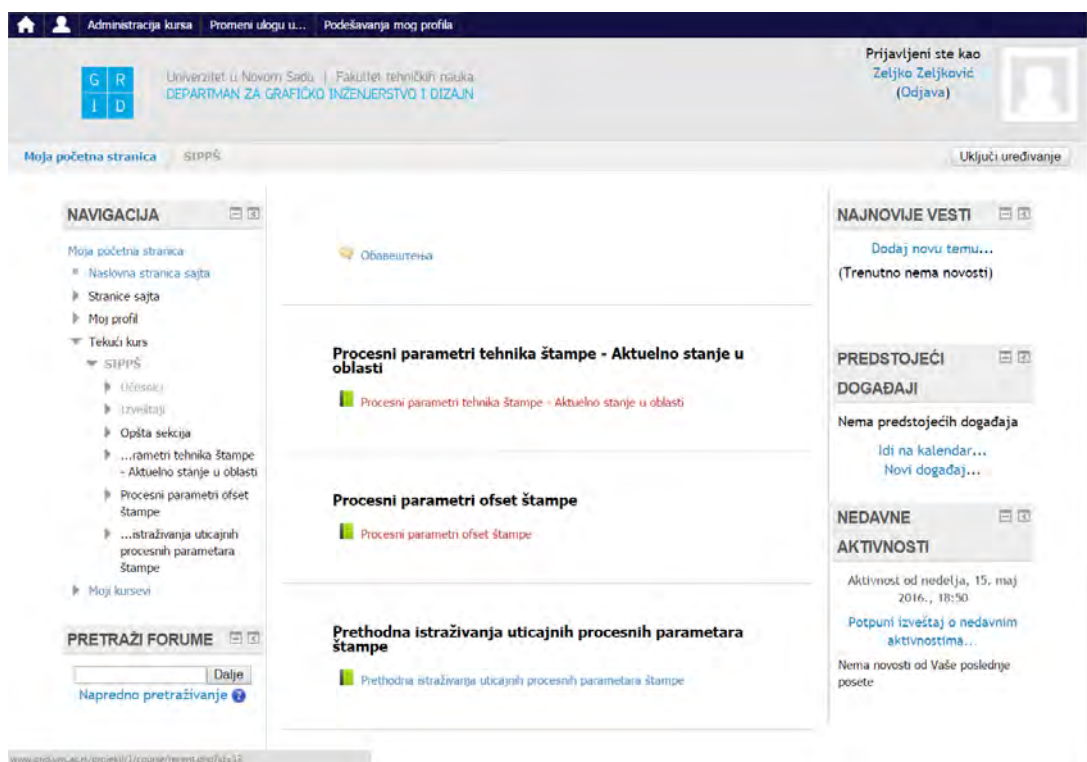 Administracija kursa Promeni ulogu u... Podešavanja mog profila
G R
I D
Univerzitet u Novom Sadu | Fakultet tehničkih nauka
DEPARTMAN ZA GRAFIČKO INŽENJERSTVO I DIZAJN
Prijavljeni ste kao
Zeljko Zeljković
(Odjava)
Moja početna stranica SIPPŠ
Uključi uređivanje
NAVIGACIJA
Moja početna stranica
Naslovna stranica sajta
Stranice sajta
Moj profil
Tekući kurs
SIPPŠ
Učesnici
Izveštaji
Opšta sekcija
...rametri tehnika štampe
- Aktuelno stanje u oblasti
Procesni parametri ofset
štampe
...istraživanja uticajnih
procesnih parametara
štampe
Moji kursevi
PRETRAŽI FORUME
Dalje
Napredno pretraživanje ?
Обавештења
Procesni parametri tehnika štampe - Aktuelno stanje u
oblasti
Procesni parametri tehnika štampe - Aktuelno stanje u oblasti
Procesni parametri ofset štampe
Procesni parametri ofset štampe
Prethodna istraživanja uticajnih procesnih parametara
štampe
Prethodna istraživanja uticajnih procesnih parametara štampe
NAJNOVIJE VESTI
Dodaj novu temu...
(Trenutno nema novosti)
PREDSTOJEĆI
DOGAĐAJI
Nema predstojećih događaja
Idi na kalendar...
Novi događaj...
NEDAVNE
AKTIVNOSTI
Aktivnost od nedelja, 15. maj
2016., 18:50
Potpuni izveštaj o nedavnim
aktivnostima...
Nema novosti od Vaše poslednje
posete